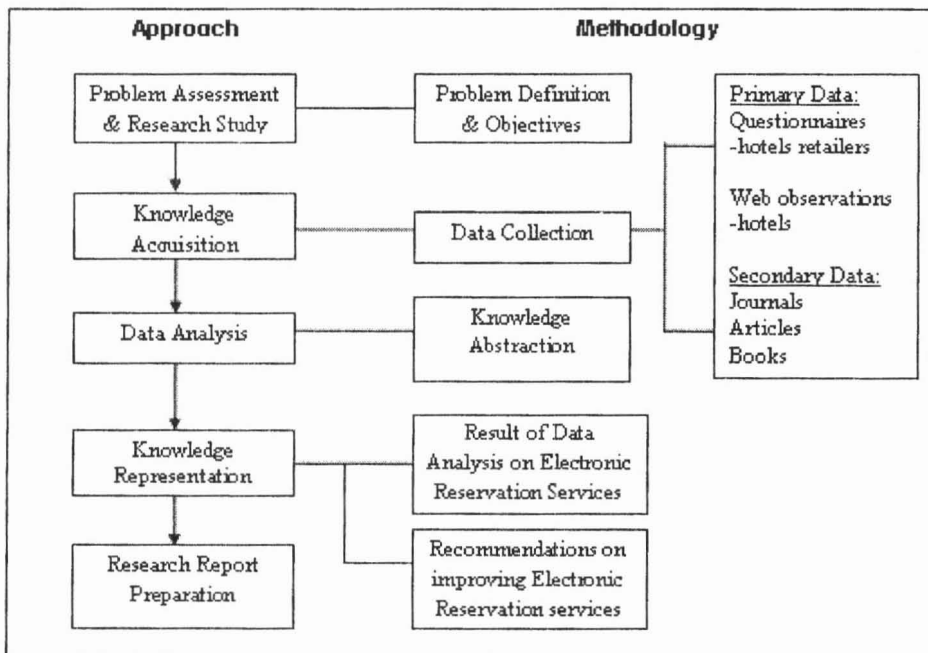 Approach
Methodology
Problem Assessment
& Research Study
Problem Definition
& Objectives
Primary Data:
Questionnaires
-hotels retailers
Web observations
-hotels
Secondary Data:
Journals
Articles
Books
Knowledge
Acquisition
Data Collection
Data Analysis
Knowledge
Abstraction
Knowledge
Representation
Result of Data
Analysis on Electronic
Reservation Services
Research Report
Preparation
Recommendations on
improving Electronic
Reservation services